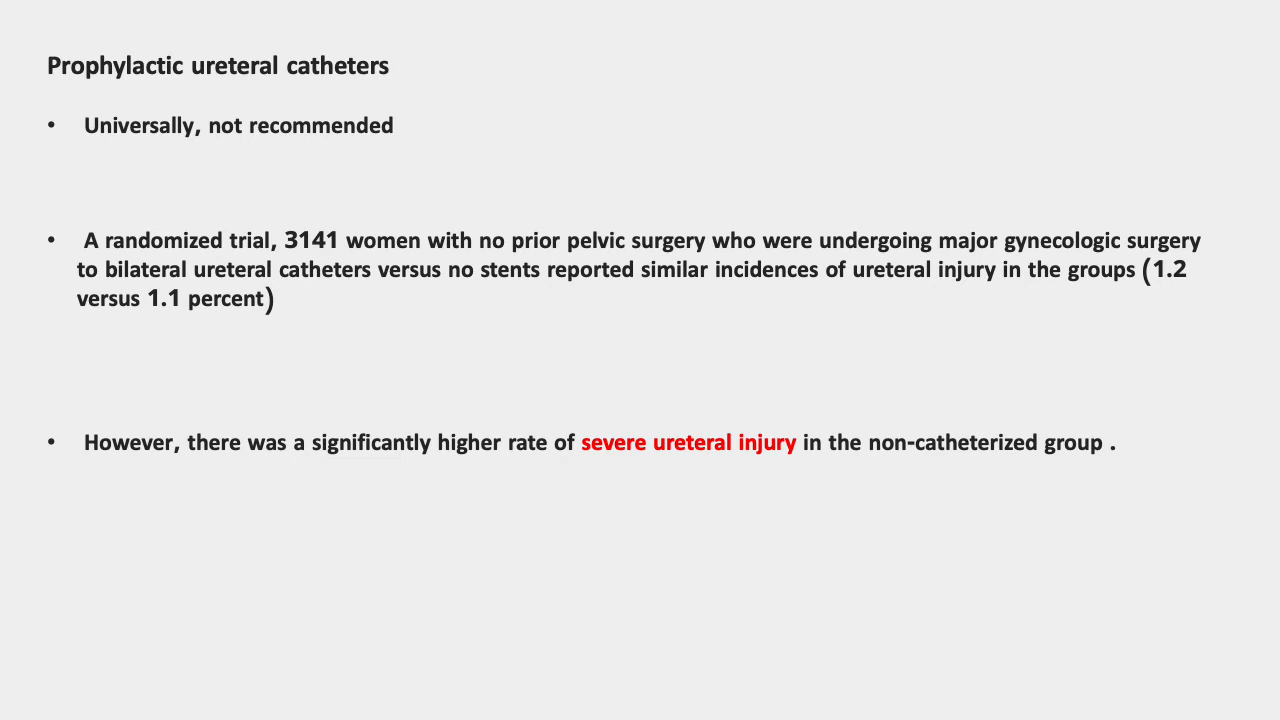 Prophylactic ureteral catheters
• Universally, not recommended
• A randomized trial, 3141 women with no prior pelvic surgery who were undergoing major gynecologic surgery
to bilateral ureteral catheters versus no stents reported similar incidences of ureteral injury in the groups (1.2
versus 1.1 percent)
• However, there was a significantly higher rate of severe ureteral injury in the non-catheterized group .